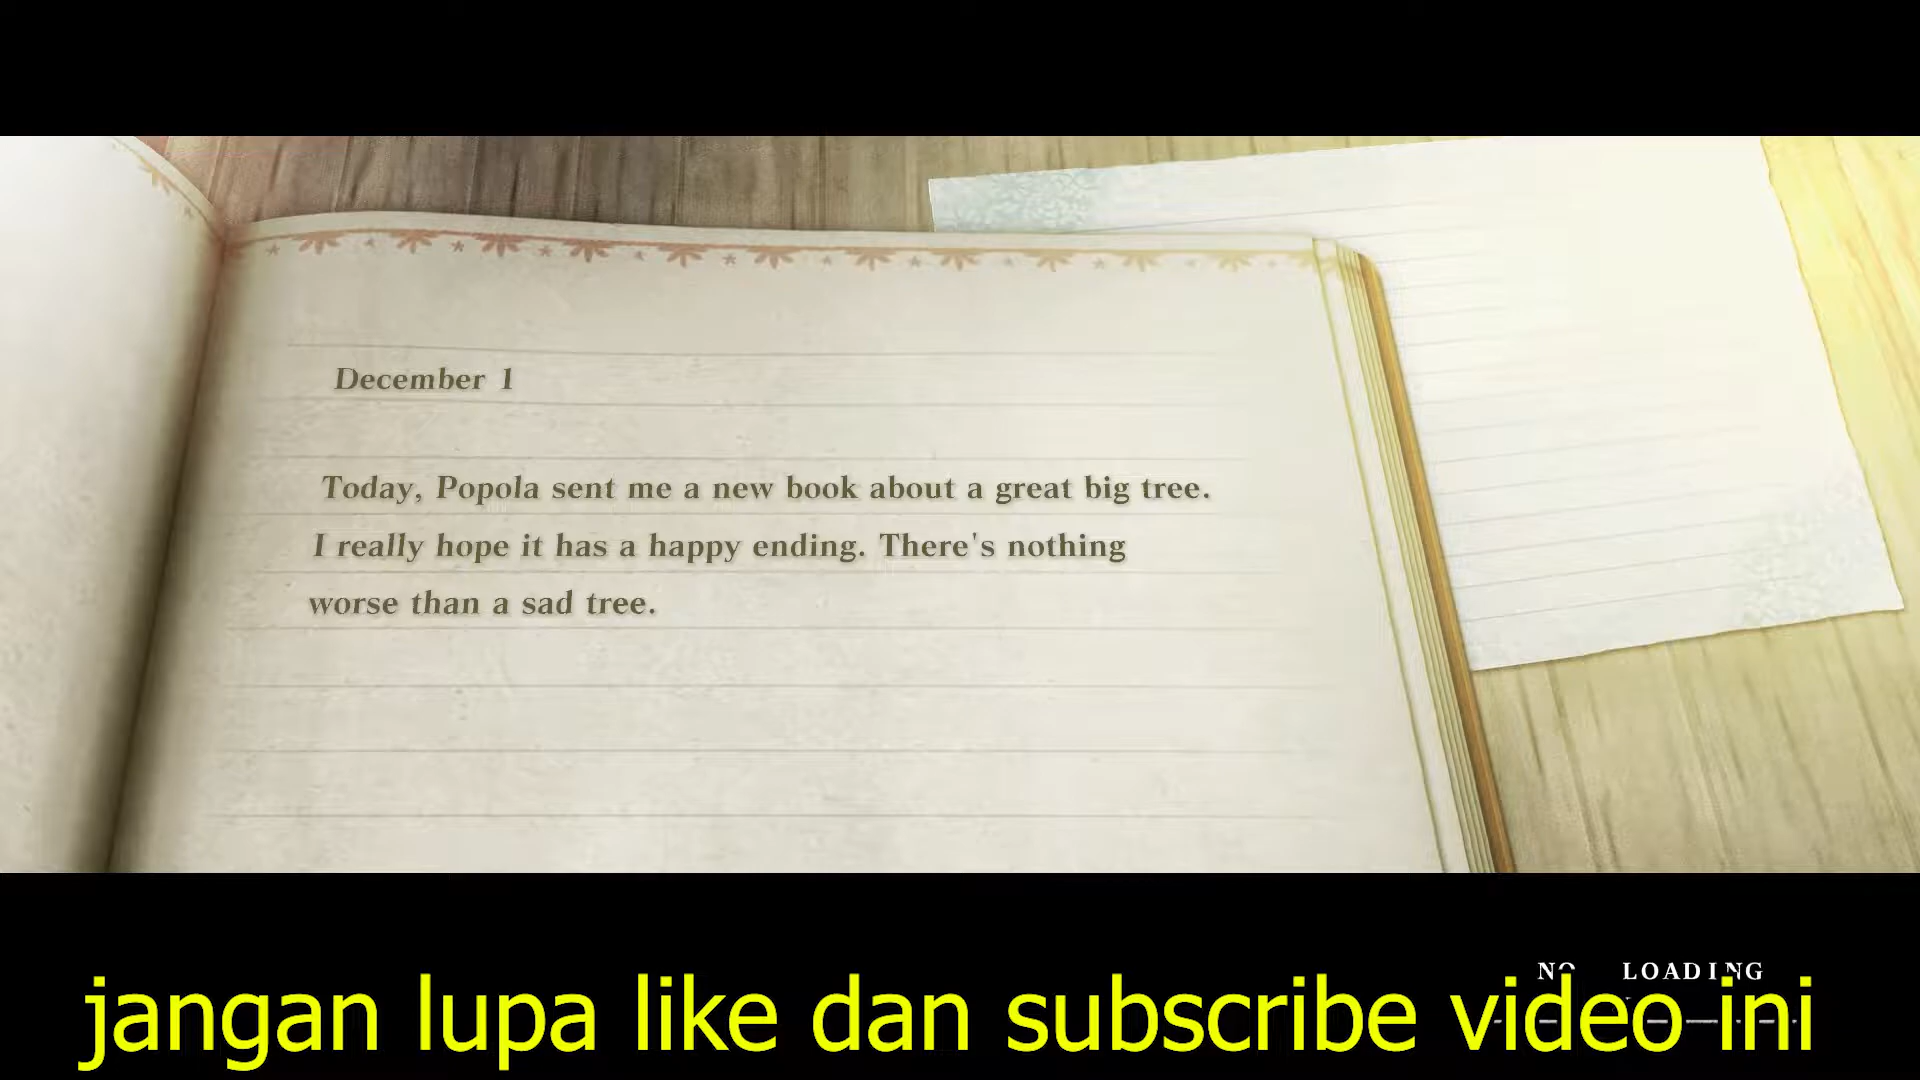 December 1
Today, Popola sent me a new book about a great big tree.
I really hope it has a happy ending. There's nothing
worse than a sad tree.
LOADING
jangan lupa like dan subscribe video ini